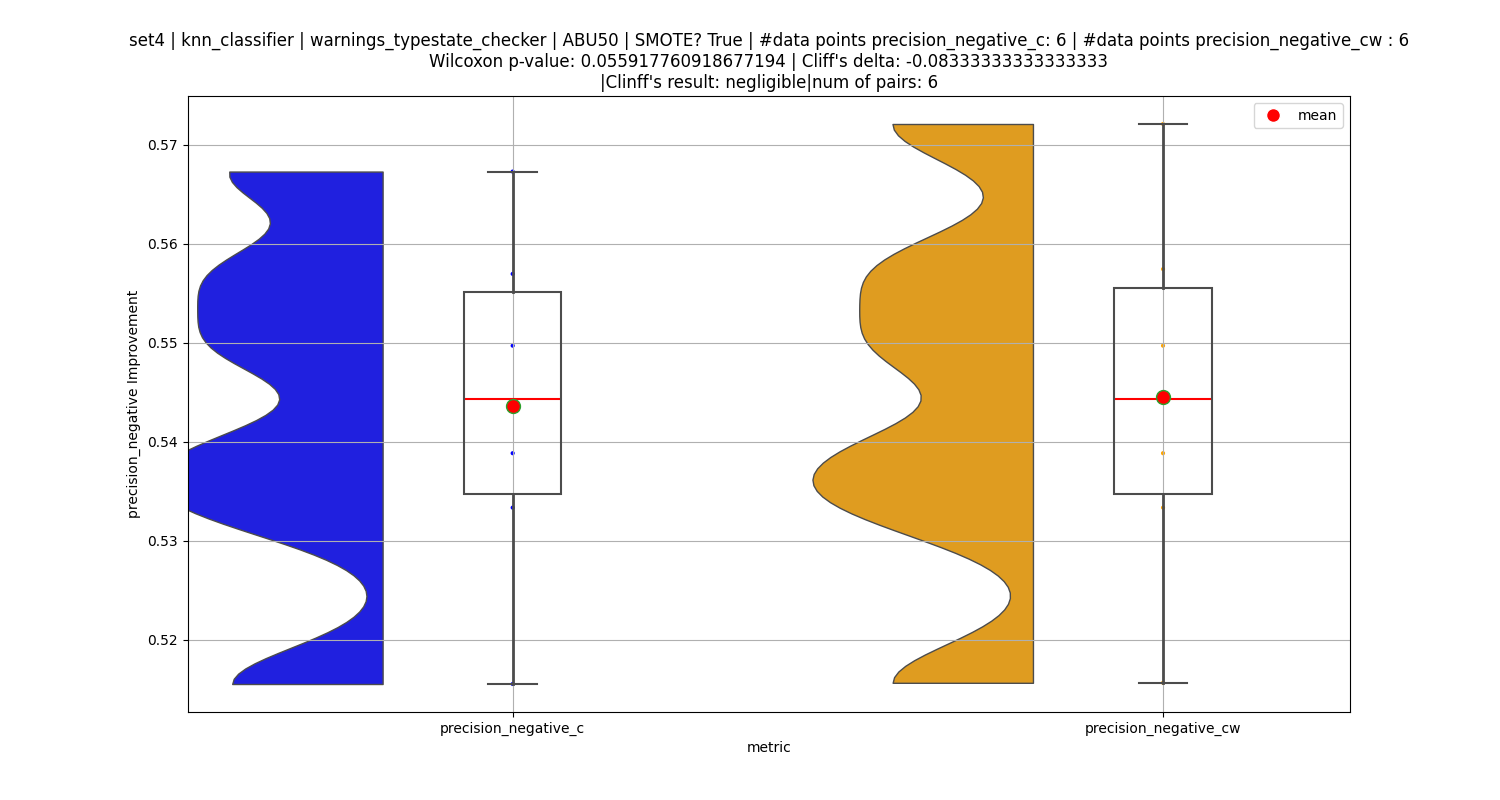 set4 | knn_classifier | warnings_typestate_checker | ABU50 | SMOTE? True | #data points precision_negative_c: 6 | #data points precision_negative_cw : 6
Wilcoxon p-value: 0.055917760918677194 | Cliff's delta: -0.08333333333333333
|Clinff's result: negligible|num of pairs: 6
mean
0.57
0.56
0.55
0.54
0.53
0.52
precision_negative Improvement
precision_negative_c
precision_negative_cw
metric